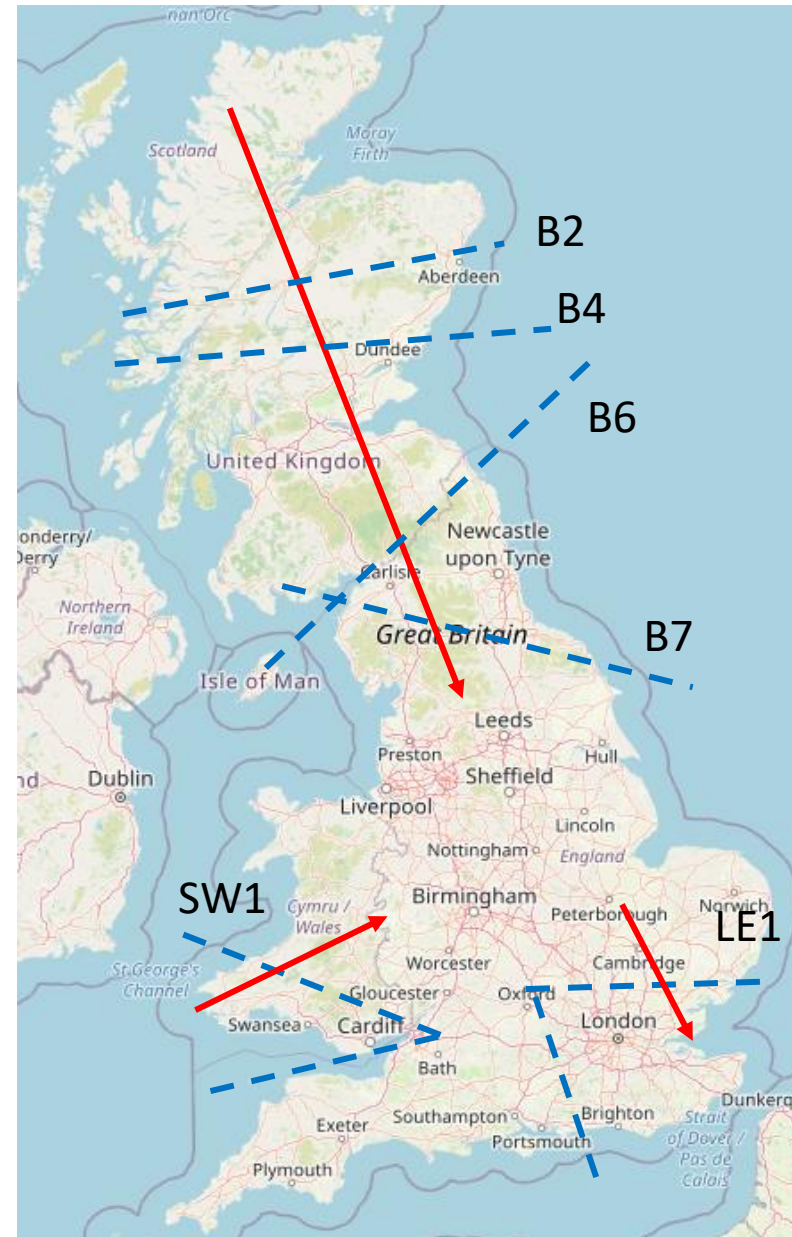 nan Orc
Moray
Firth
Scotland
B2
Aberdeen
B4
Dundee
B6
United Kingdom
Newcastle
upon Tyne
onderry/
Derry
Carlisle
Northern
Ireland
Great Britain
B7
Isle of Man
Leeds
Preston
Hull
nd
Dublin
Sheffield
Liverpool
Lincoln
Nottingham
England
SW1
Cymru /
Wales
Birmingham
Peterborough
Norwich
LE1
St George's
Channel
Worcester
Cambridge
Gloucester
Oxford
Swansea
Cardiff
London
Bath
Dunkerq
Exeter
Southampton
Brighton
Strait
of Dover /
Pas de
Calais
Portsmouth
Plymouth